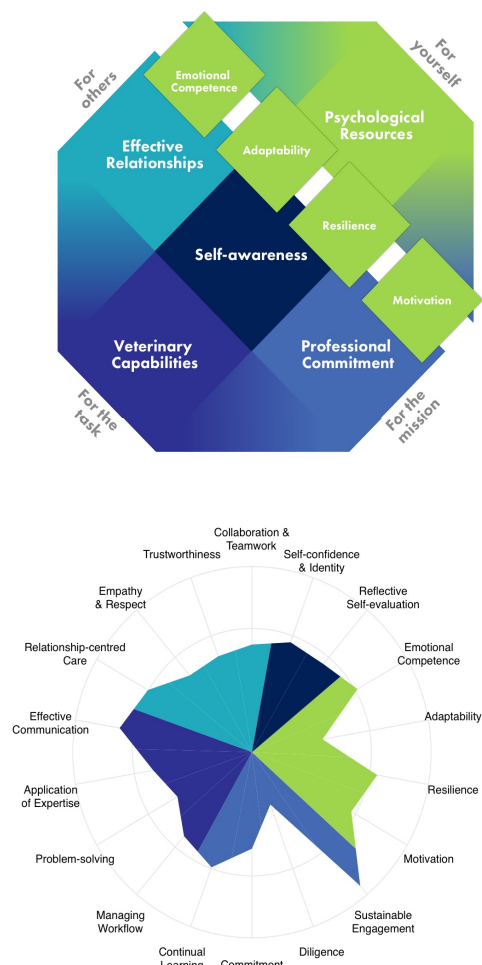 For
others
For
yourself
Emotional
Competence
Psychological
Resources
Effective
Relationships
Adaptability
Resilience
Self-awareness
Motivation
Veterinary
Capabilities
Professional
Commitment
For the
task
For the
mission
Collaboration &
Teamwork
Trustworthiness
Self-confidence
& Identity
Empathy
& Respect
Reflective
Self-evaluation
Relationship-centred
Care
Emotional
Competence
Effective
Communication
Adaptability
Application
of Expertise
Resilience
Problem-solving
Motivation
Managing
Workflow
Sustainable
Engagement
Continual
Learning
Commitment
Diligence